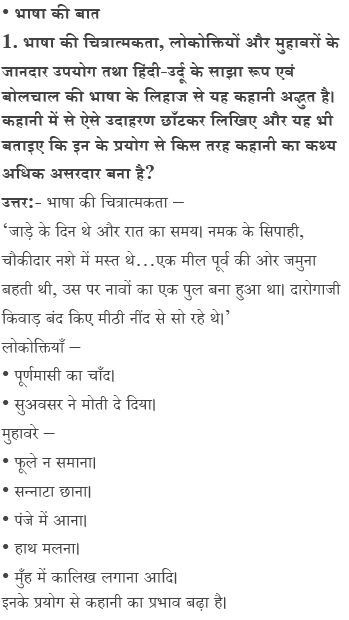 • भाषा की बात
1. भाषा की चित्रात्मकता, लोकोक्तियों और मुहावरों के
जानदार उपयोग तथा हिंदी-उर्दू के साझा रूप एवं
बोलचाल की भाषा के लिहाज से यह कहानी अद्भुत है।
कहानी में से ऐसे उदाहरण छाँटकर लिखिए और यह भी
बताइए कि इन के प्रयोग से किस तरह कहानी का कथ्य
अधिक असरदार बना है?
उत्तर:- भाषा की चित्रात्मकता –
‘जाड़े के दिन थे और रात का समय। नमक के सिपाही,
चौकीदार नशे में मस्त थे…एक मील पूर्व की ओर जमुना
बहती थी, उस पर नावों का एक पुल बना हुआ था। दारोगाजी
किवाड़ बंद किए मीठी नींद से सो रहे थे।’
लोकोक्तियाँ –
• पूर्णमासी का चाँद।
• सुअवसर ने मोती दे दिया।
मुहावरे –
• फूले न समाना।
• सन्नाटा छाना।
• पंजे में आना।
• हाथ मलना।
• मुँह में कालिख लगाना आदि।
इनके प्रयोग से कहानी का प्रभाव बढ़ा है।